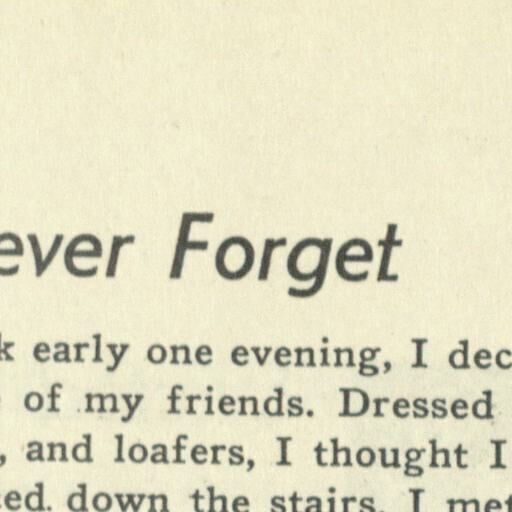 ever Forget
k early one evening, I dec
of my friends. Dressed
, and loafers, I thought I
ed. down the stairs. I met